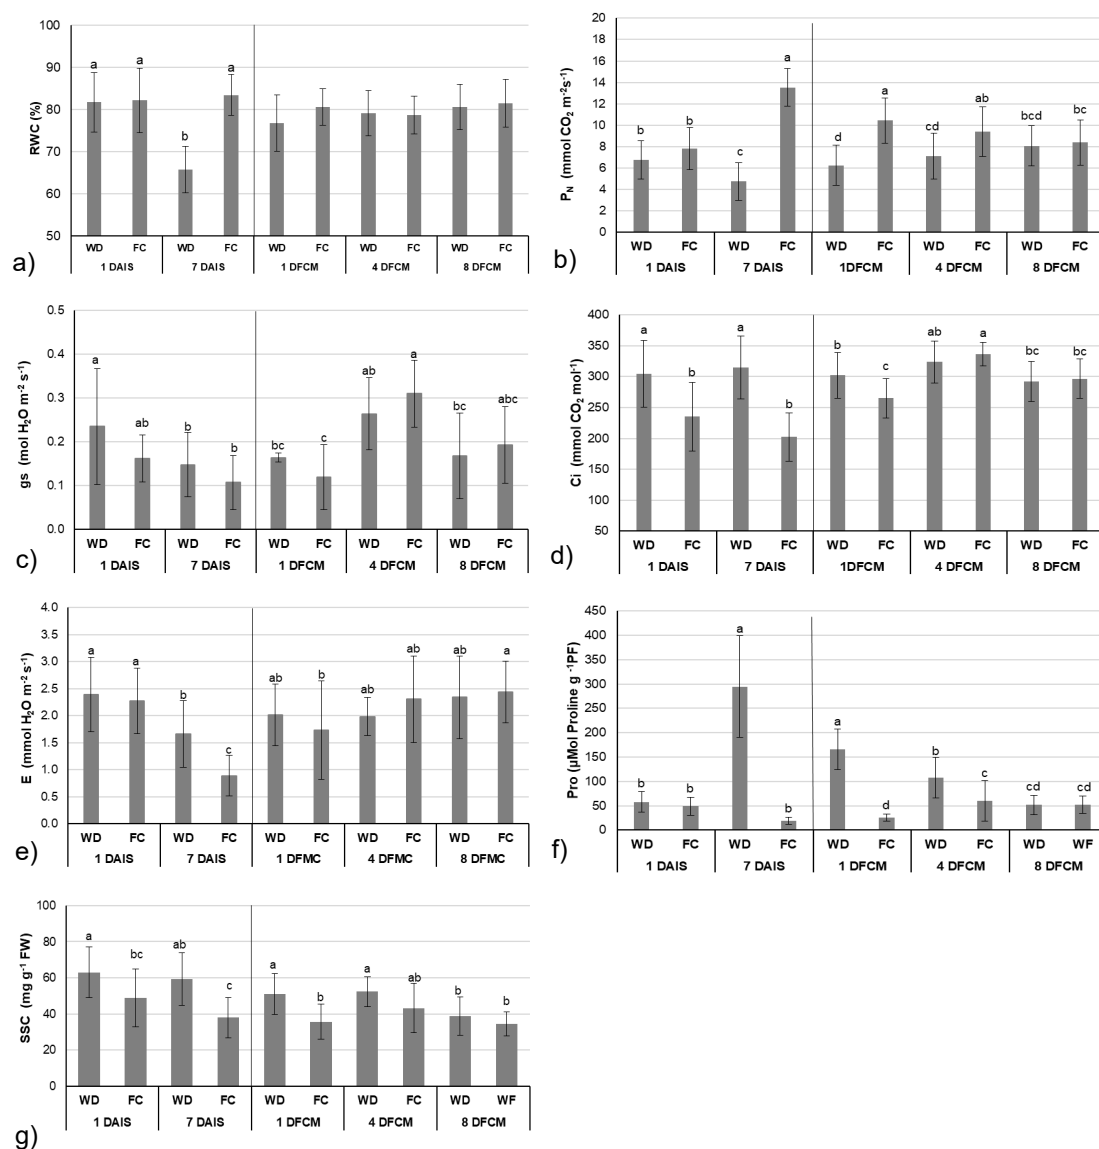 RWC (%)
90
80
70
60
50
100
a
a
b
a
WD FC WD FC WD FC WD FC WD FC
1 DAIS 7 DAIS 1 DFCM 4 DFCM 8 DFCM
a)
P_N (mmol CO₂ m⁻²s⁻¹)
20
18
16
14
12
10
8
6
4
2
0
b b c a d a cd ab bcd bc
WD FC WD FC WD FC WD FC WD FC
1 DAIS 7 DAIS 1DFCM 4 DFCM 8 DFCM
b)
gs (mol H₂O m⁻² s⁻¹)
0.5
0.4
0.3
0.2
0.1
0.0
a ab b b bc c ab a bc abc
WD FC WD FC WD FC WD FC WD FC
1 DAIS 7 DAIS 1 DFCM 4 DFCM 8 DFCM
c)
Ci (mmol CO₂ mol⁻¹)
400
350
300
250
200
150
100
50
a b a b b c ab a bc bc
WD FC WD FC WD FC WD FC WD FC
1 DAIS 7 DAIS 1DFCM 4 DFCM 8 DFCM
d)
E (mmol H₂O m⁻² s⁻¹)
4.0
3.5
3.0
2.5
2.0
1.5
1.0
0.5
0.0
a a b c ab b ab ab ab a
WD FC WD FC WD FC WD FC WD FC
1 DAIS 7 DAIS 1 DFMC 4 DFMC 8 DFMC
e)
Pro (µMol Proline g ⁻¹PF)
450
400
350
300
250
200
150
100
50
0
b b a b a d b c cd cd
WD FC WD FC WD FC WD FC WD WF
1 DAIS 7 DAIS 1 DFCM 4 DFCM 8 DFCM
f)
SSC (mg g⁻¹ FW)
100
80
60
40
20
0
a bc ab c a b a ab b b
WD FC WD FC WD FC WD FC WD WF
1 DAIS 7 DAIS 1 DFCM 4 DFCM 8 DFCM
g)